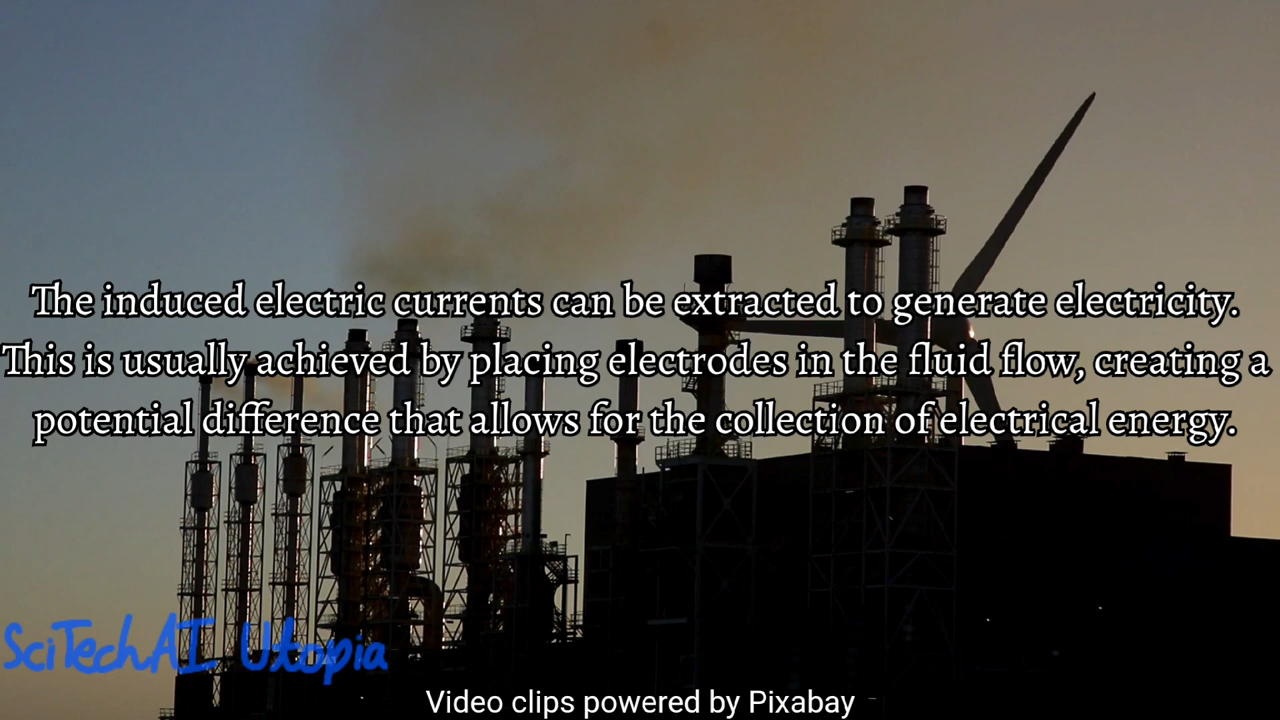 The induced electric currents can be extracted to generate electricity.
This is usually achieved by placing electrodes in the fluid flow, creating a
potential difference that allows for the collection of electrical energy.
SciTechAI Utopia
Video clips powered by Pixabay